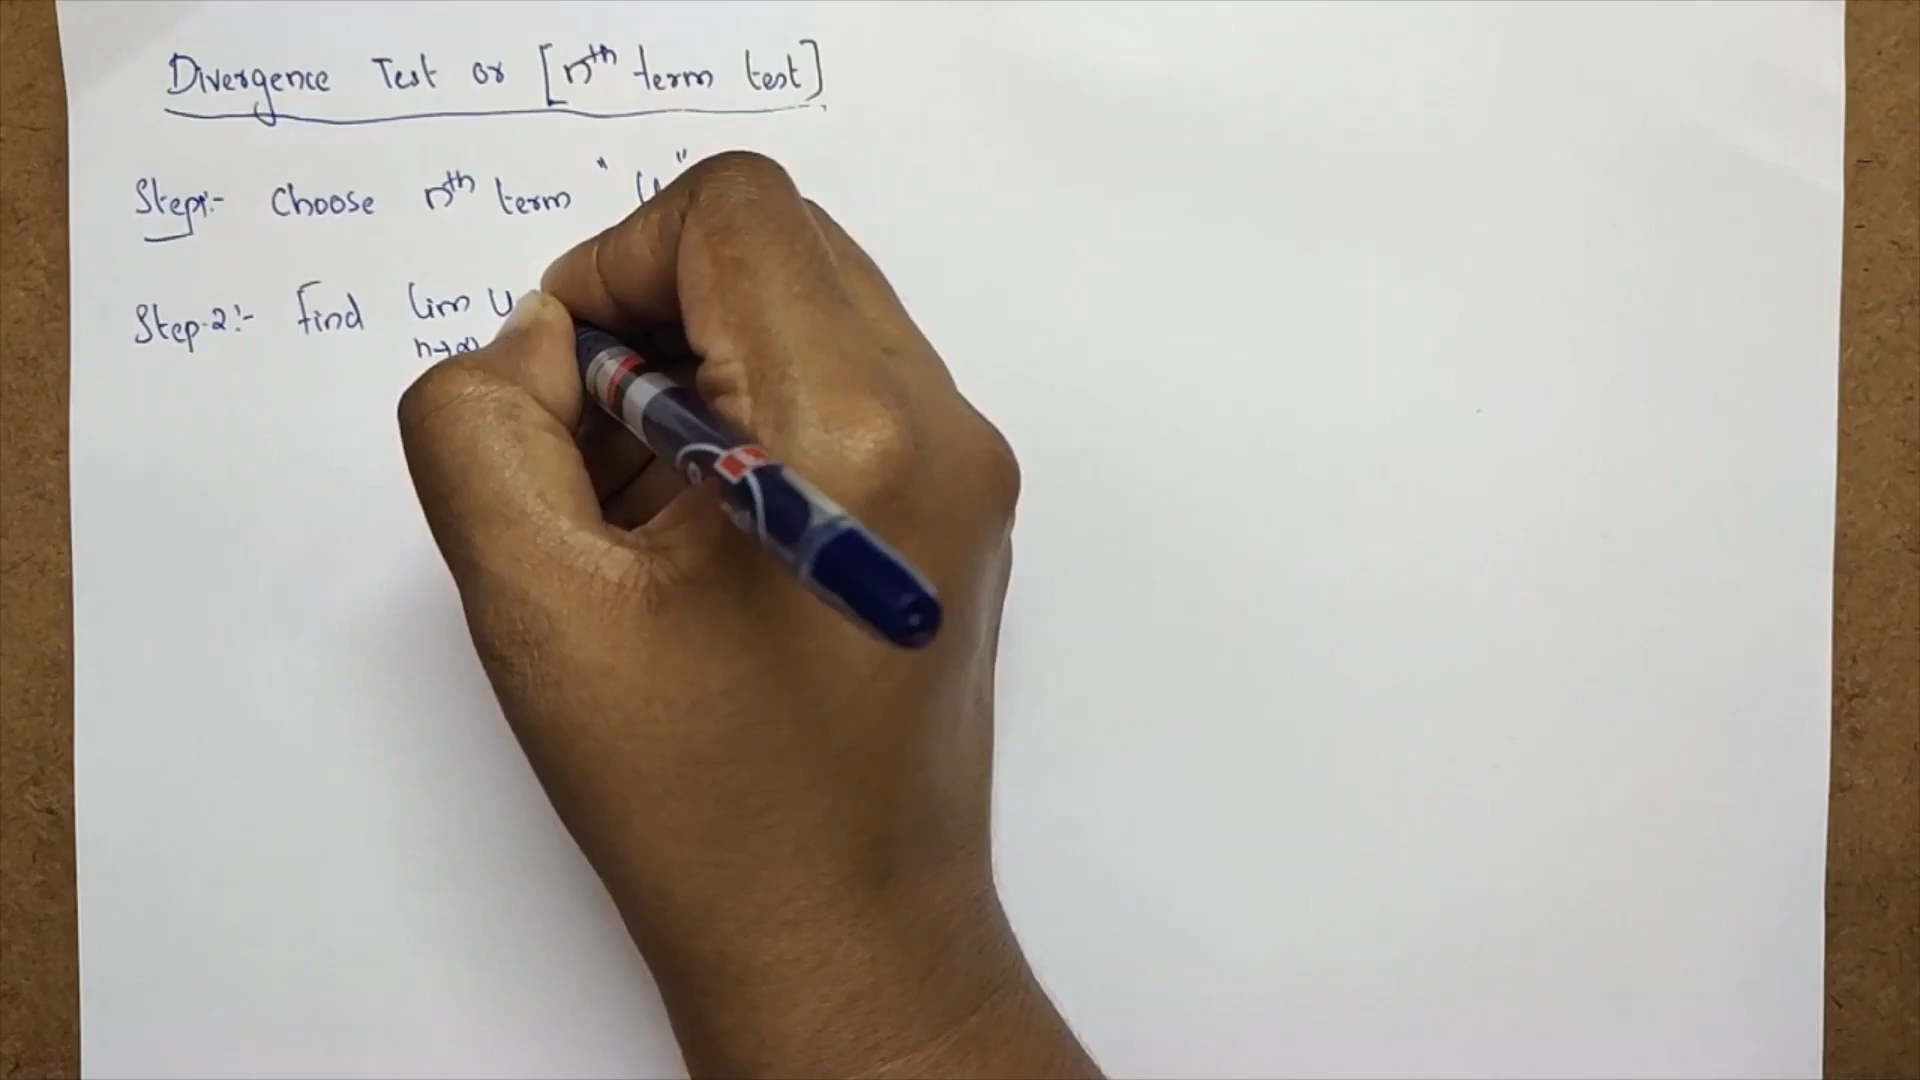 Divergence Test or [nth term test]
Step1:- Choose nth term "U"
Step-2:- find lim U
n→∞